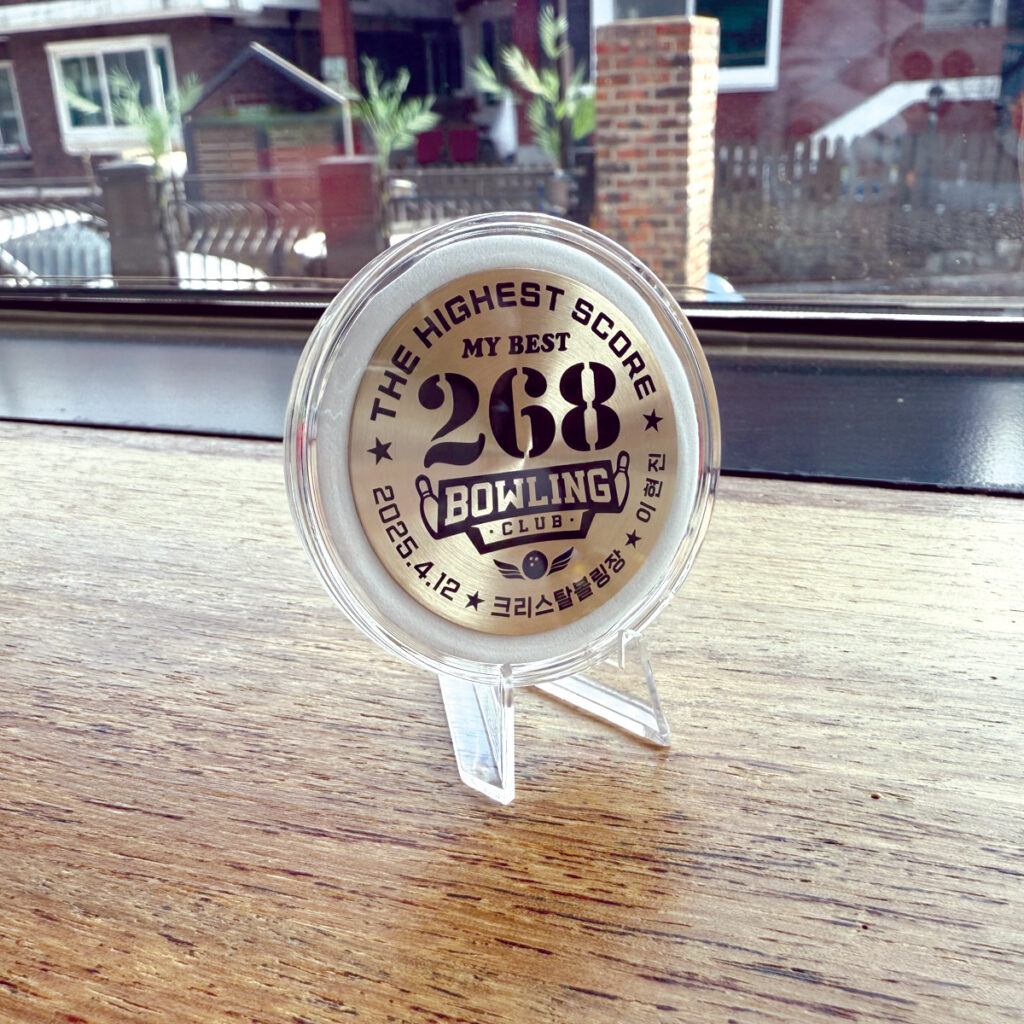 THE HIGHEST SCORE
MY BEST
268
BOWLING
· CLUB ·
2025.4.12 ★ 크리스탈볼링장 ★ 이현진